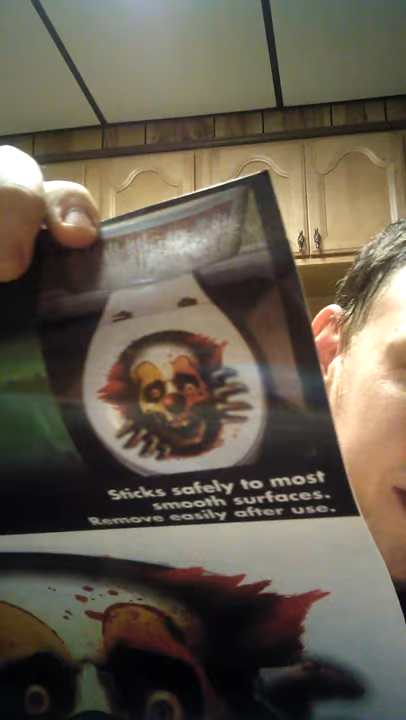 Sticks safely to most
smooth surfaces.
Remove easily after use.